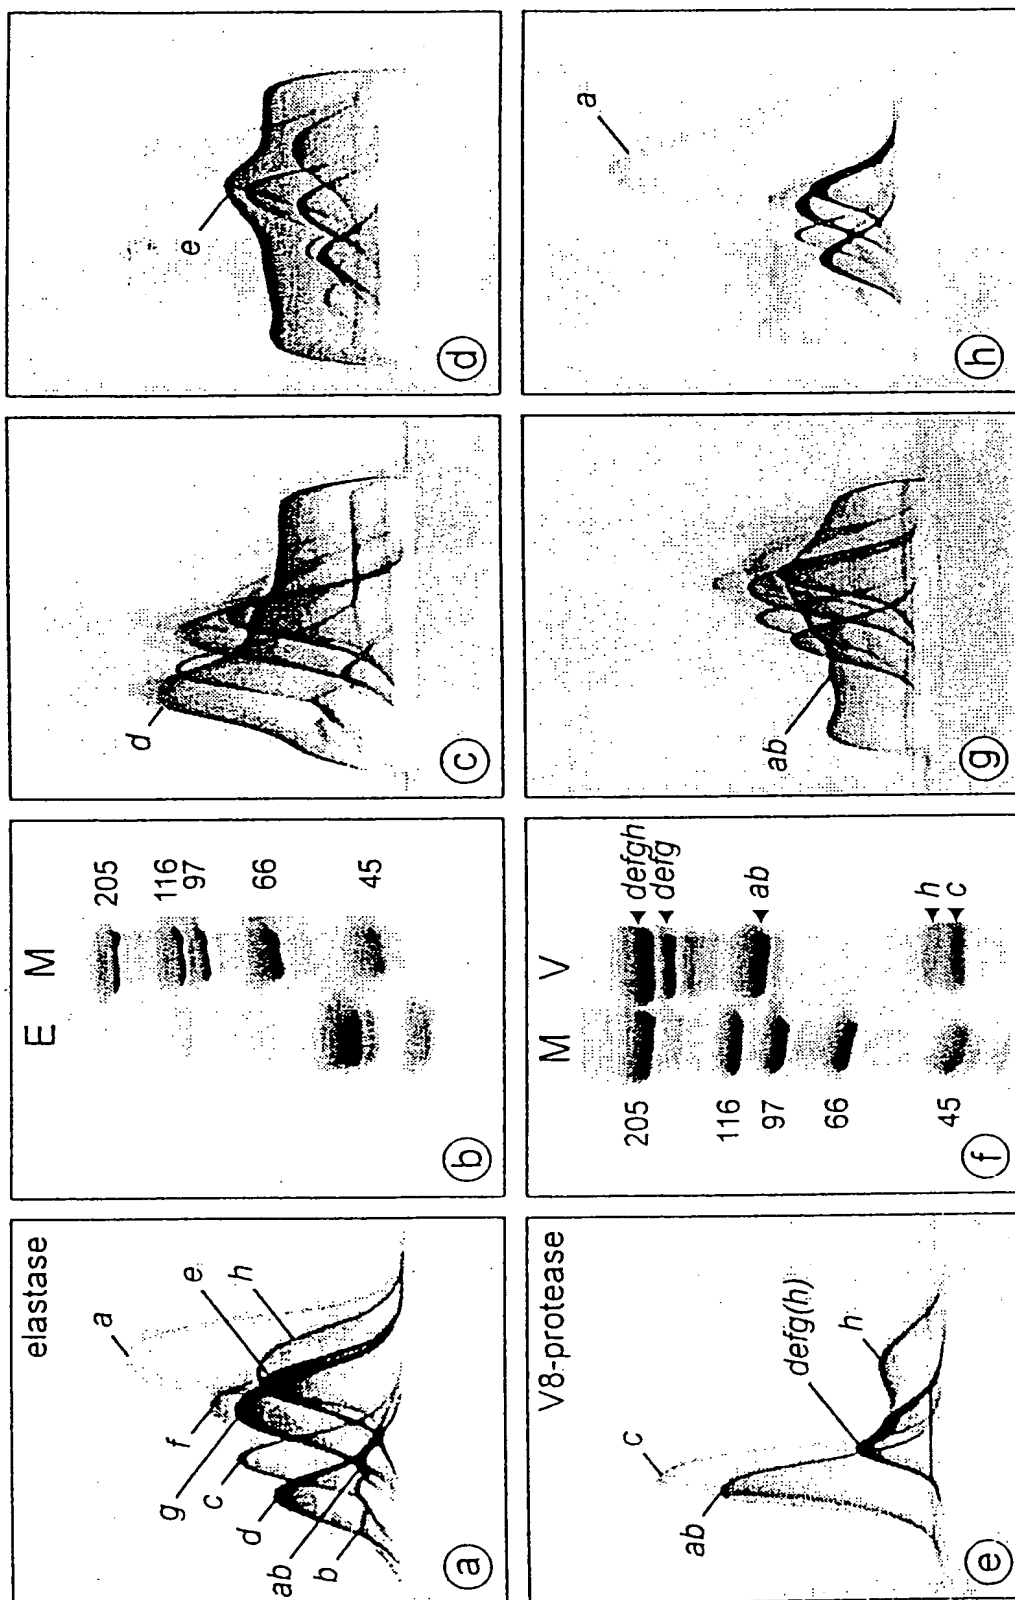 elastase
a
e
h
f
g
c
d
ab
b
ⓐ
E M
205
116
97
66
45
ⓑ
d
ⓒ
e
ⓓ
V8-protease
c
ab
defg(h)
h
ⓔ
M V
205
116
97
66
45
defgh
defg
ab
h
c
ⓕ
ab
ⓖ
a
ⓗ